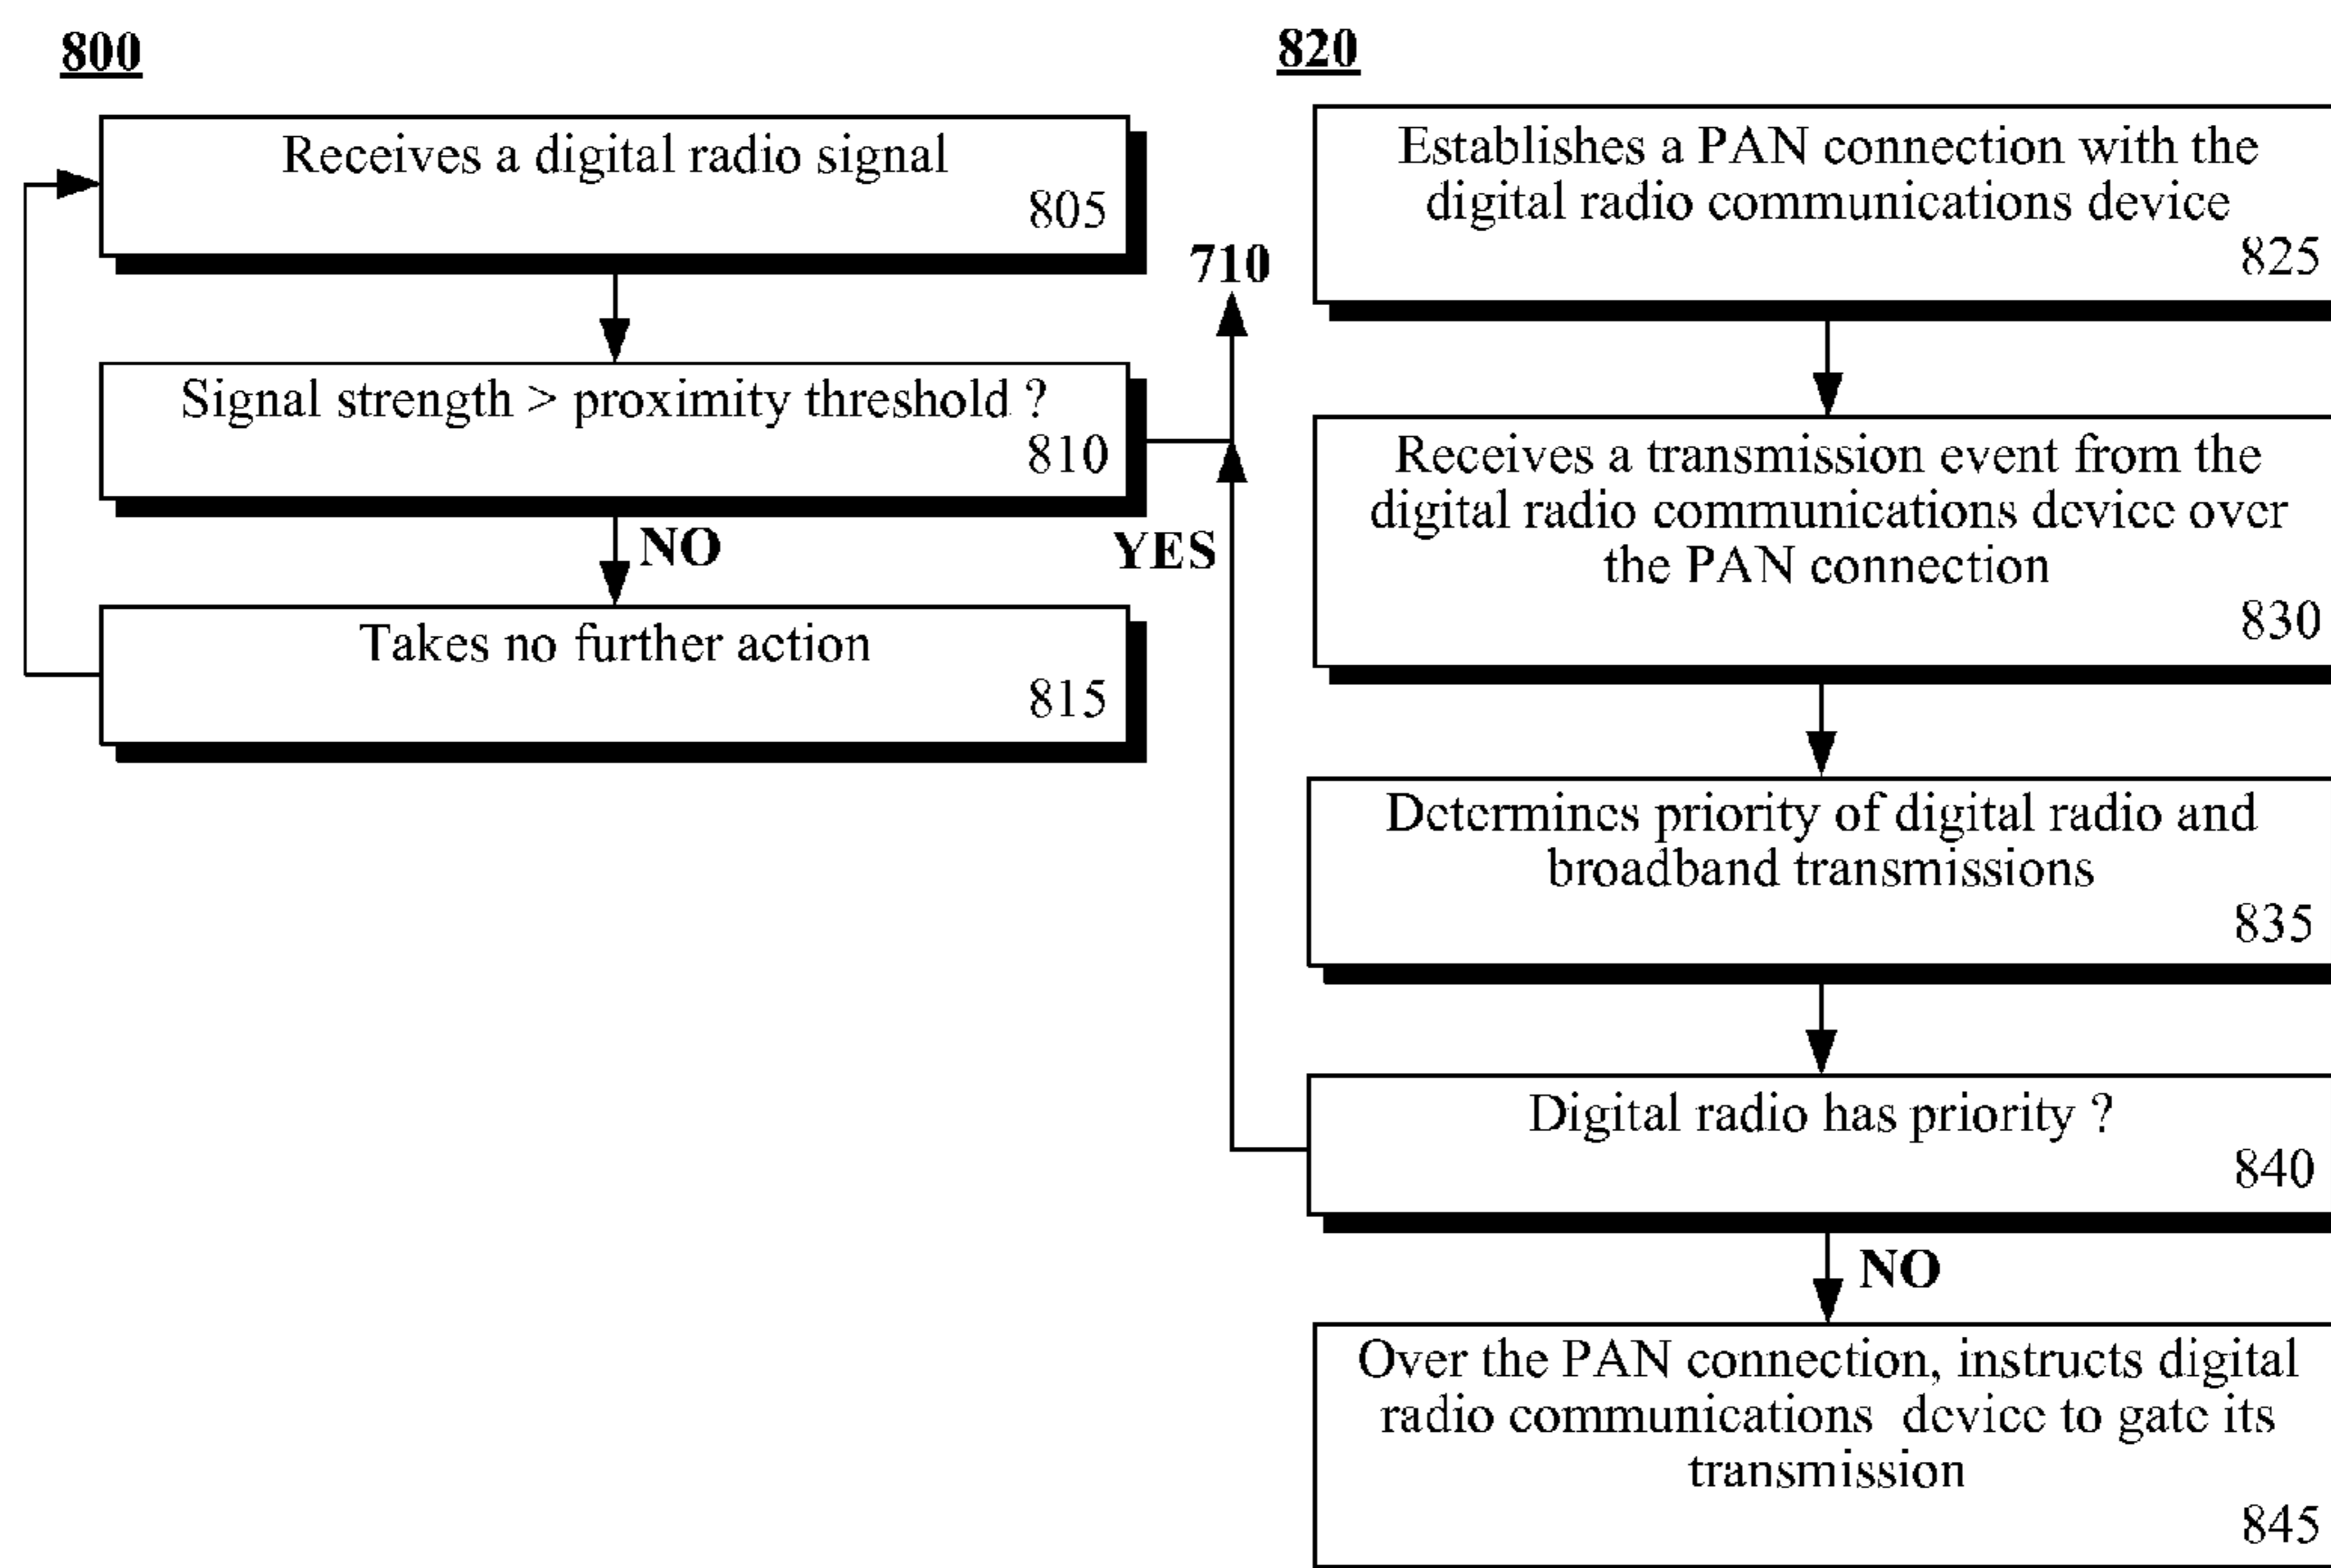 800
Receives a digital radio signal
805
Signal strength > proximity threshold ?
810
NO
YES
Takes no further action
815
710
820
Establishes a PAN connection with the
digital radio communications device
825
Receives a transmission event from the
digital radio communications device over
the PAN connection
830
Determines priority of digital radio and
broadband transmissions
835
Digital radio has priority ?
840
NO
Over the PAN connection, instructs digital
radio communications device to gate its
transmission
845